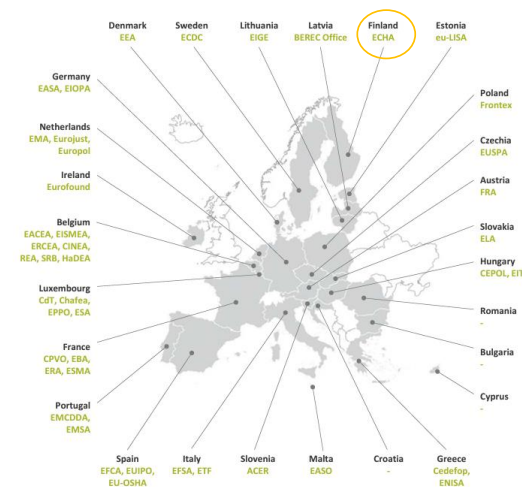 Denmark
EEA
Sweden
ECDC
Lithuania
EIGE
Latvia
BEREC Office
Finland
ECHA
Estonia
eu-LISA
Germany
EASA, EIOPA
Netherlands
EMA, Eurojust,
Europol
Ireland
Eurofound
Belgium
EACEA, EISMEA,
ERCEA, CINEA,
REA, SRB, HaDEA
Luxembourg
CdT, Chafea,
EPPO, ESA
France
CPVO, EBA,
ERA, ESMA
Portugal
EMCDDA,
EMSA
Poland
Frontex
Czechia
EUSPA
Austria
FRA
Slovakia
ELA
Hungary
CEPOL, EIT
Romania
-
Bulgaria
-
Cyprus
-
Spain
EFCA, EUIPO,
EU-OSHA
Italy
EFSA, ETF
Slovenia
ACER
Malta
EASO
Croatia
-
Greece
Cedefop,
ENISA